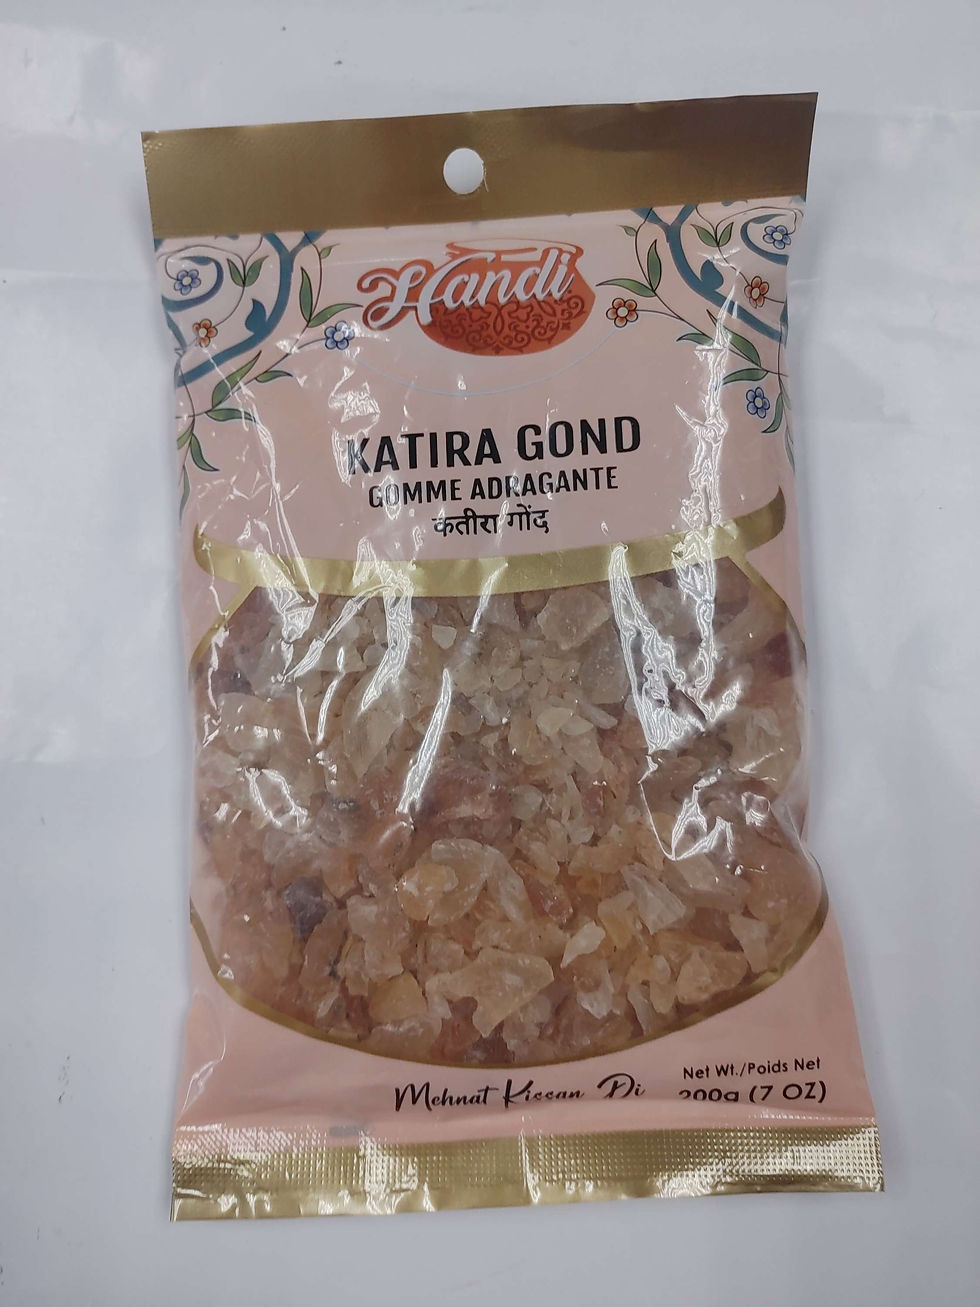 Handi
KATIRA GOND
GOMME ADRAGANTE
कतीरा गोंद
Mehnat Kissan Di
Net Wt./Poids Net
200g (7 OZ)